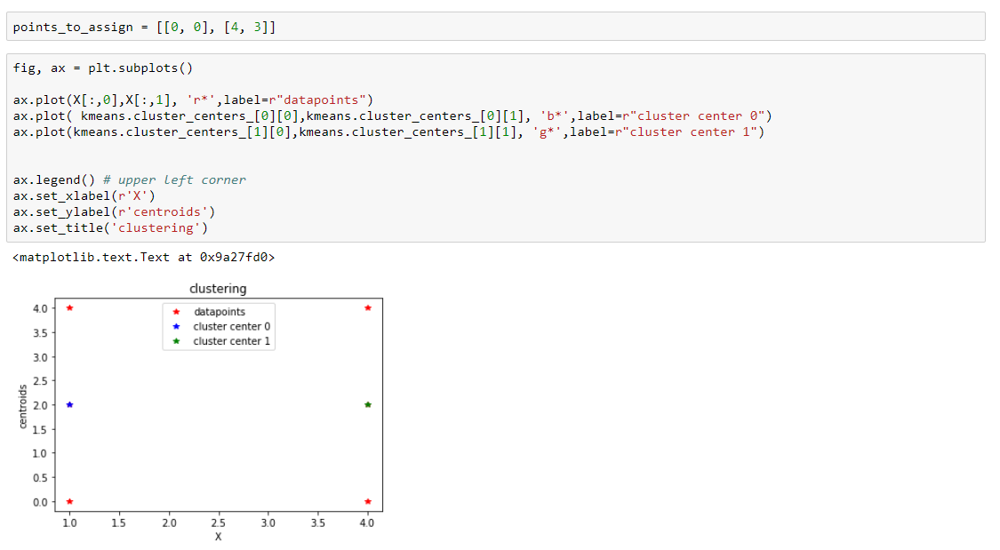 points_to_assign = [[0, 0], [4, 3]]
fig, ax = plt.subplots()
ax.plot(X[:,0],X[:,1], 'r*',label=r"datapoints")
ax.plot( kmeans.cluster_centers_[0][0],kmeans.cluster_centers_[0][1], 'b*',label=r"cluster center 0")
ax.plot(kmeans.cluster_centers_[1][0],kmeans.cluster_centers_[1][1], 'g*',label=r"cluster center 1")
ax.legend() # upper left corner
ax.set_xlabel(r'X')
ax.set_ylabel(r'centroids')
ax.set_title('clustering')
<matplotlib.text.Text at 0x9a27fd0>
clustering
datapoints
cluster center 0
cluster center 1
4.0
3.5
3.0
2.5
2.0
1.5
1.0
0.5
0.0
centroids
1.0 1.5 2.0 2.5 3.0 3.5 4.0
X